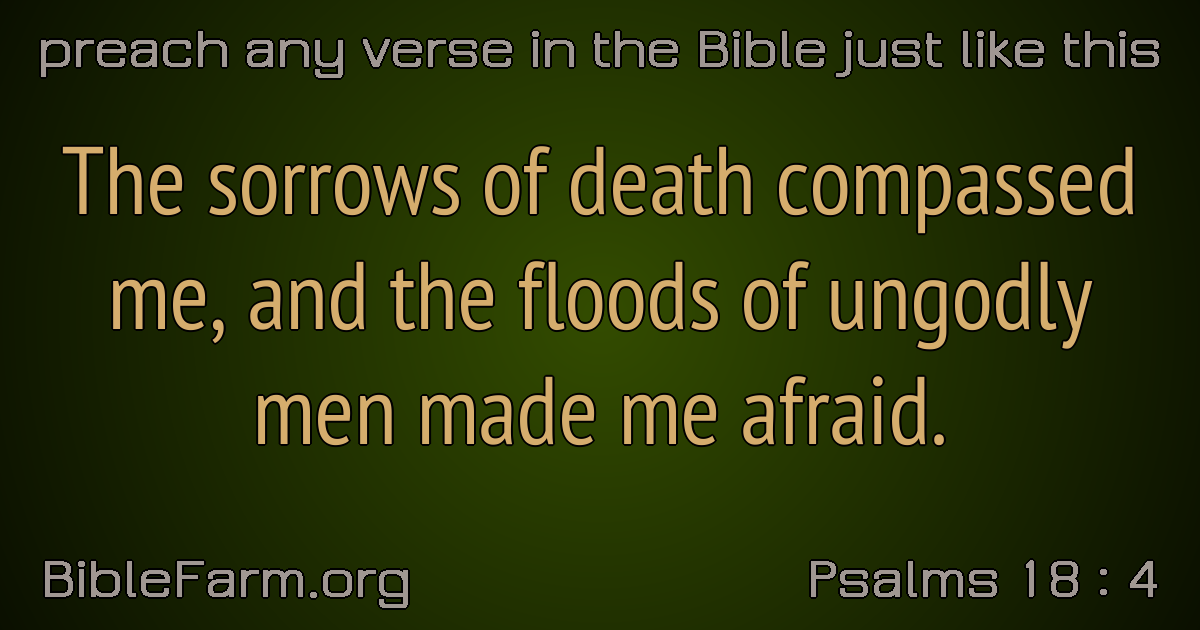 preach any verse in the Bible just like this
The sorrows of death compassed
me, and the floods of ungodly
men made me afraid.
BibleFarm.org
Psalms 18 : 4